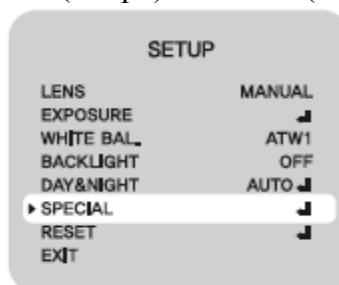 SETUP
LENS MANUAL
EXPOSURE ↲
WHITE BAL. ATW1
BACKLIGHT OFF
DAY&NIGHT AUTO ↲
▶ SPECIAL ↲
RESET ↲
EXIT